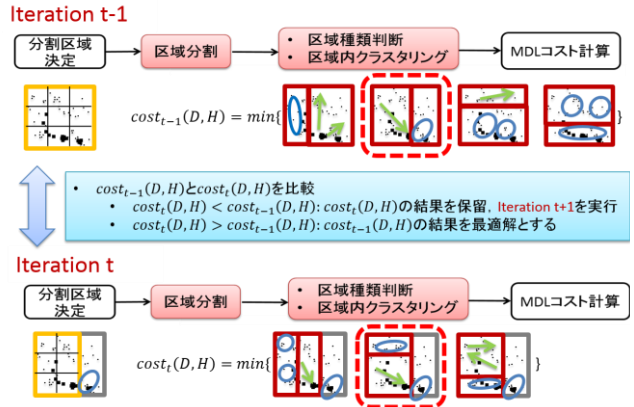 Iteration t-1
分割区域
決定
区域分割
• 区域種類判断
• 区域内クラスタリング
MDLコスト計算
cost_{t-1}(D, H) = min{
}
• cost_{t-1}(D, H)とcost_t(D, H)を比較
• cost_t(D, H) < cost_{t-1}(D, H): cost_t(D, H)の結果を保留, Iteration t+1を実行
• cost_t(D, H) > cost_{t-1}(D, H): cost_{t-1}(D, H)の結果を最適解とする
Iteration t
分割区域
決定
区域分割
• 区域種類判断
• 区域内クラスタリング
MDLコスト計算
cost_t(D, H) = min{
}